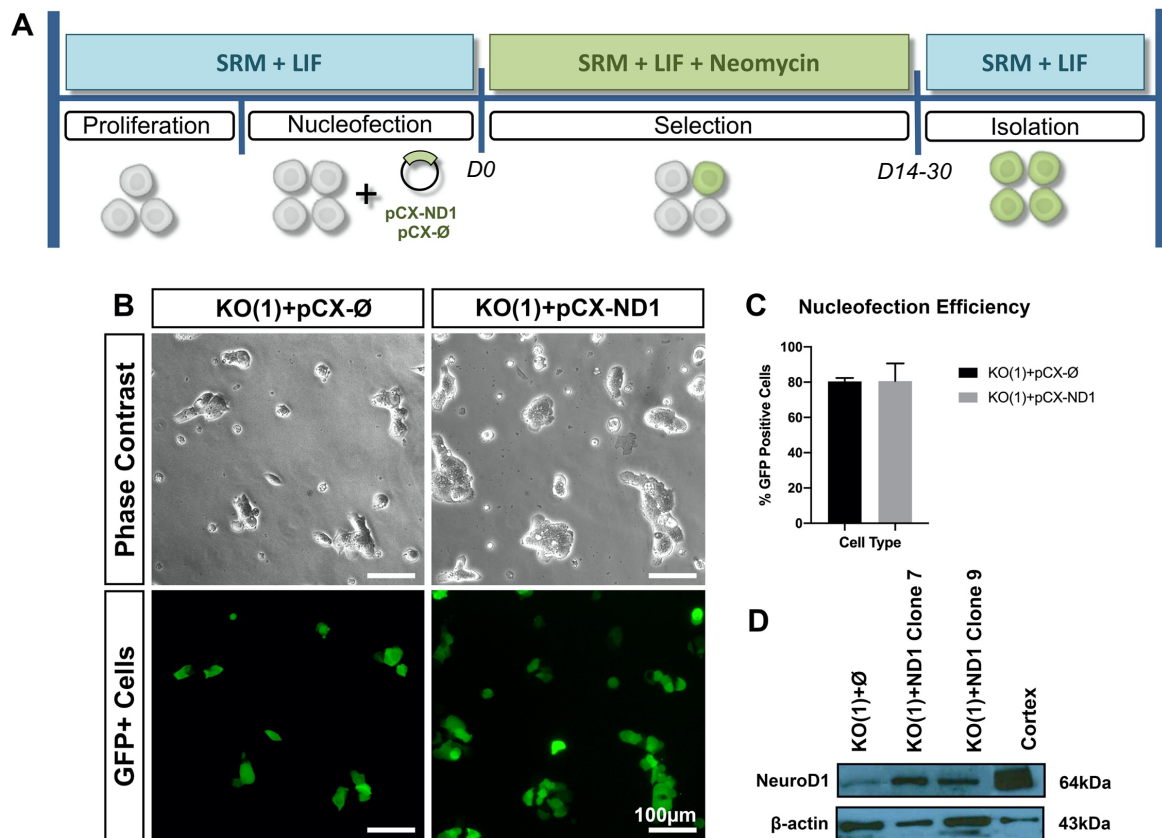 A
SRM + LIF
SRM + LIF + Neomycin
SRM + LIF
Proliferation
Nucleofection
Selection
Isolation
+
D0
D14-30
pCX-ND1
pCX-Ø
B
KO(1)+pCX-Ø
KO(1)+pCX-ND1
Phase Contrast
GFP+ Cells
100µm
C
Nucleofection Efficiency
% GFP Positive Cells
100
80
60
40
20
0
Cell Type
KO(1)+pCX-Ø
KO(1)+pCX-ND1
D
KO(1)+Ø
KO(1)+ND1 Clone 7
KO(1)+ND1 Clone 9
Cortex
NeuroD1
64kDa
β-actin
43kDa